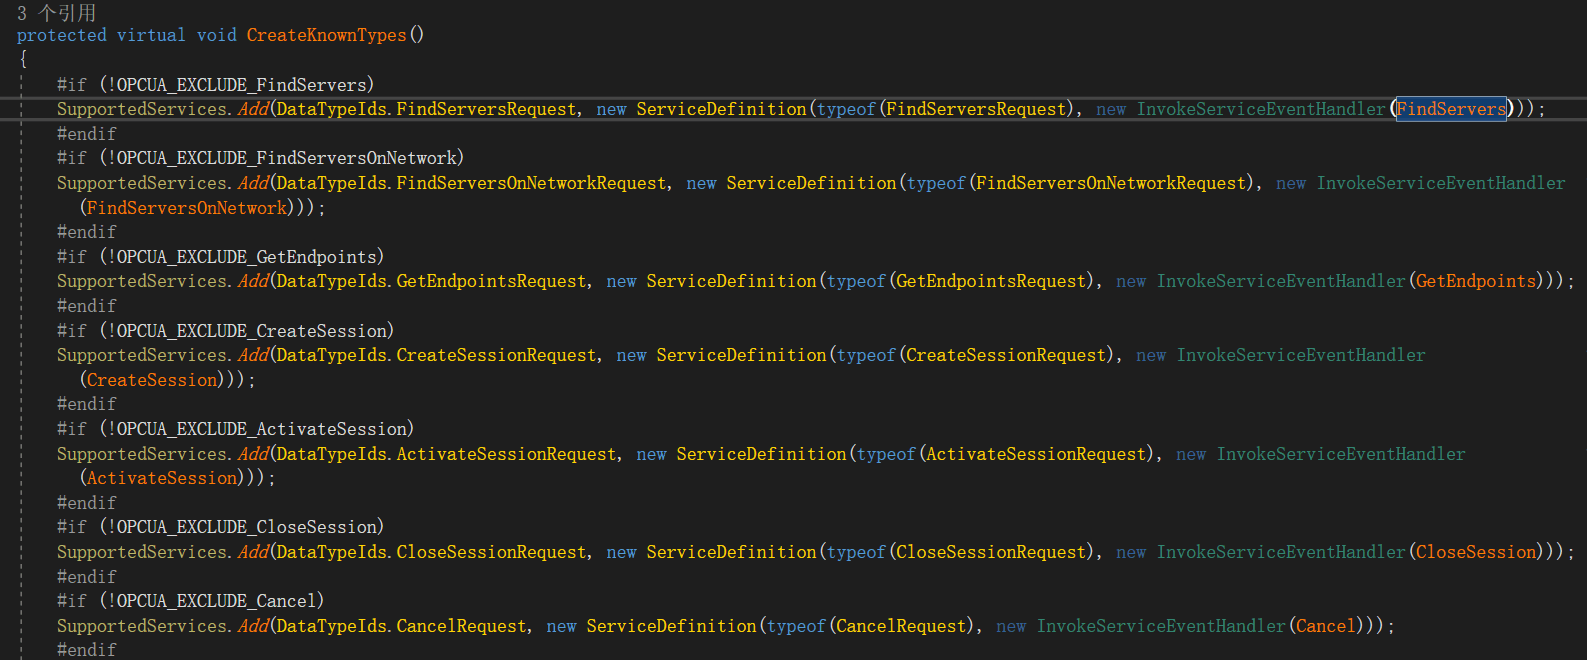 3 个引用
protected virtual void CreateKnownTypes()
{
#if (!OPCUA_EXCLUDE_FindServers)
SupportedServices.Add(DataTypeIds.FindServersRequest, new ServiceDefinition(typeof(FindServersRequest), new InvokeServiceEventHandler(FindServers)));
#endif
#if (!OPCUA_EXCLUDE_FindServersOnNetwork)
SupportedServices.Add(DataTypeIds.FindServersOnNetworkRequest, new ServiceDefinition(typeof(FindServersOnNetworkRequest), new InvokeServiceEventHandler
(FindServersOnNetwork)));
#endif
#if (!OPCUA_EXCLUDE_GetEndpoints)
SupportedServices.Add(DataTypeIds.GetEndpointsRequest, new ServiceDefinition(typeof(GetEndpointsRequest), new InvokeServiceEventHandler(GetEndpoints)));
#endif
#if (!OPCUA_EXCLUDE_CreateSession)
SupportedServices.Add(DataTypeIds.CreateSessionRequest, new ServiceDefinition(typeof(CreateSessionRequest), new InvokeServiceEventHandler
(CreateSession)));
#endif
#if (!OPCUA_EXCLUDE_ActivateSession)
SupportedServices.Add(DataTypeIds.ActivateSessionRequest, new ServiceDefinition(typeof(ActivateSessionRequest), new InvokeServiceEventHandler
(ActivateSession)));
#endif
#if (!OPCUA_EXCLUDE_CloseSession)
SupportedServices.Add(DataTypeIds.CloseSessionRequest, new ServiceDefinition(typeof(CloseSessionRequest), new InvokeServiceEventHandler(CloseSession)));
#endif
#if (!OPCUA_EXCLUDE_Cancel)
SupportedServices.Add(DataTypeIds.CancelRequest, new ServiceDefinition(typeof(CancelRequest), new InvokeServiceEventHandler(Cancel)));
#endif